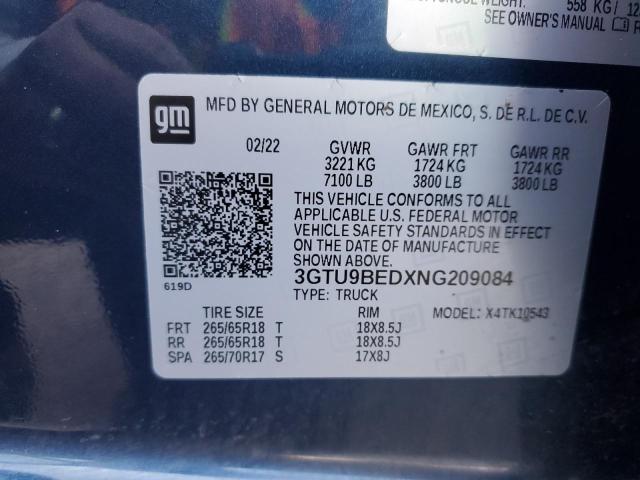 558 KG/ 12
SEE OWNER'S MANUAL
gm
MFD BY GENERAL MOTORS DE MEXICO, S. DE R.L. DE C.V.
02/22 GVWR GAWR FRT GAWR RR
3221 KG 1724 KG 1724 KG
7100 LB 3800 LB 3800 LB
THIS VEHICLE CONFORMS TO ALL
APPLICABLE U.S. FEDERAL MOTOR
VEHICLE SAFETY STANDARDS IN EFFECT
ON THE DATE OF MANUFACTURE
SHOWN ABOVE.
3GTU9BEDXNG209084
619D
TYPE: TRUCK
TIRE SIZE RIM MODEL: X4TK10543
FRT 265/65R18 T 18X8.5J
RR 265/65R18 T 18X8.5J
SPA 265/70R17 S 17X8J